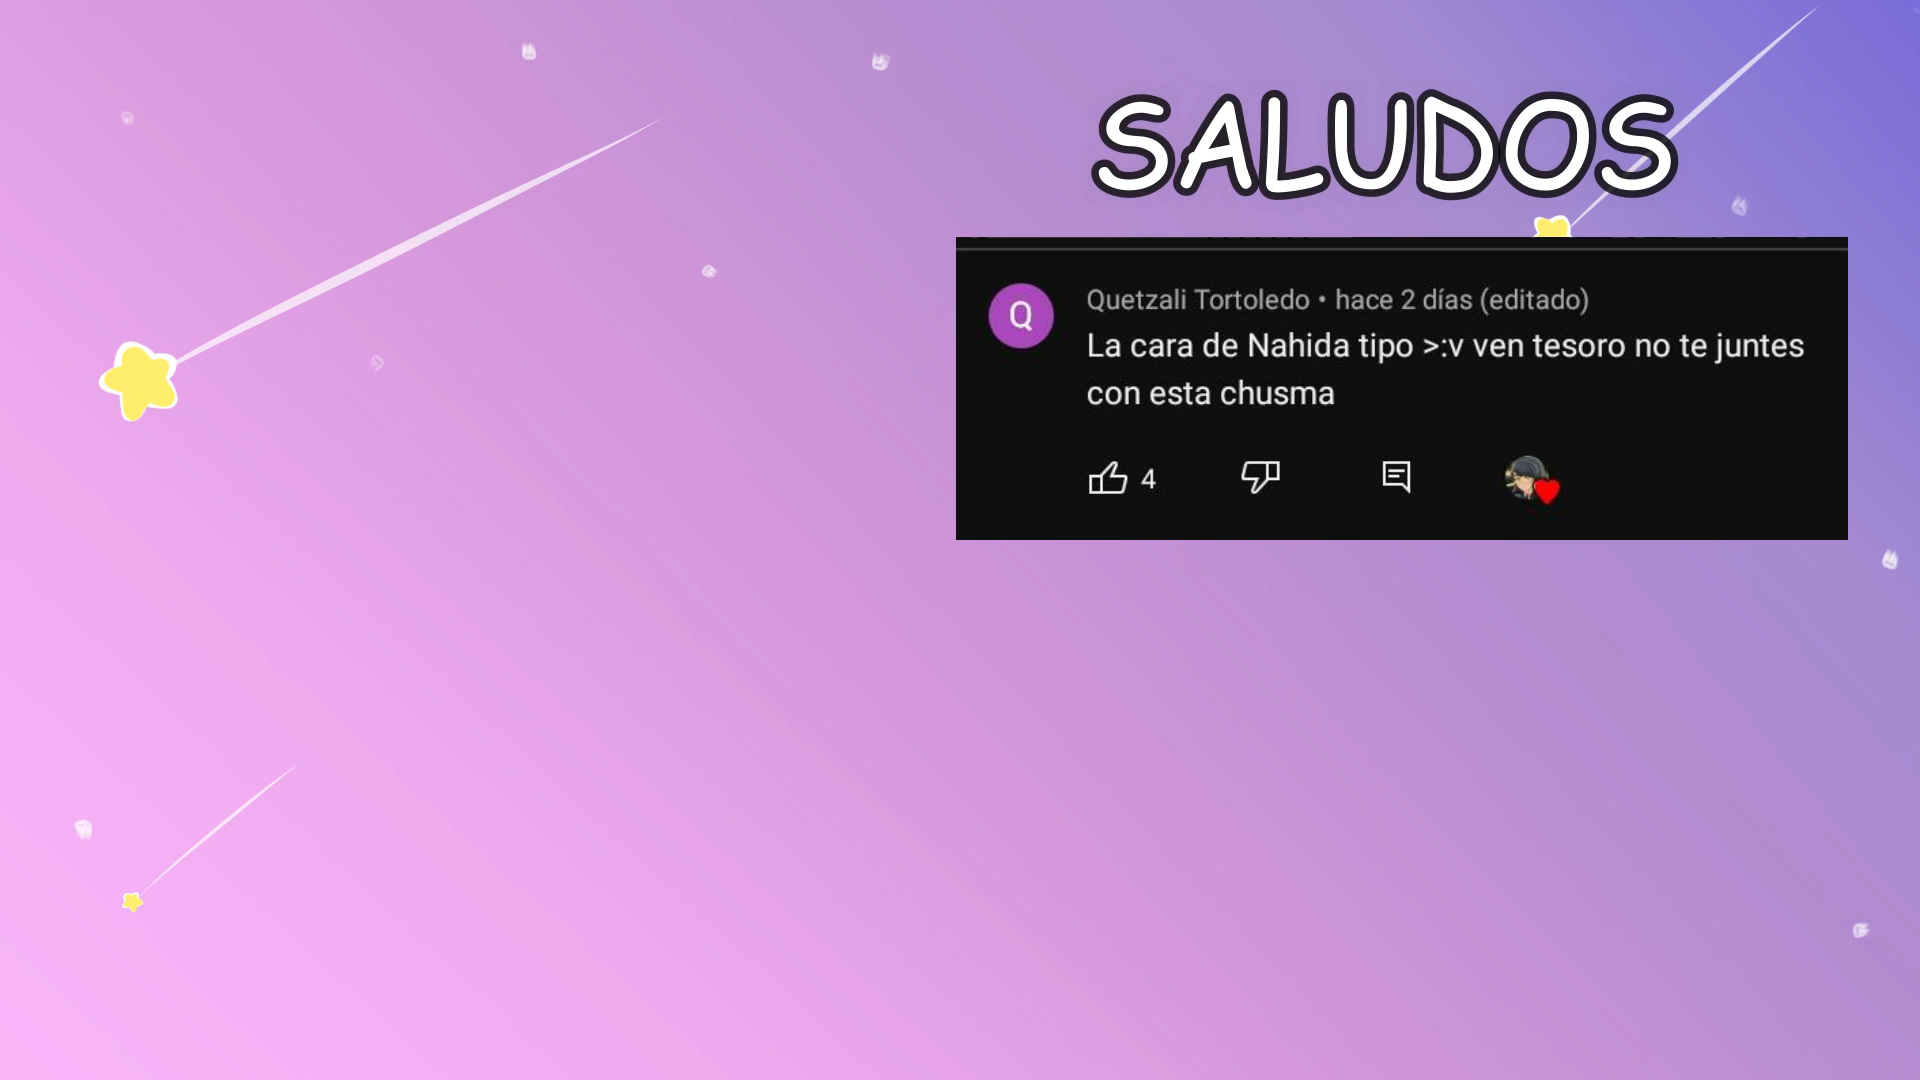 SALUDOS
Q
Quetzali Tortoledo • hace 2 días (editado)
La cara de Nahida tipo >:v ven tesoro no te juntes
con esta chusma
4